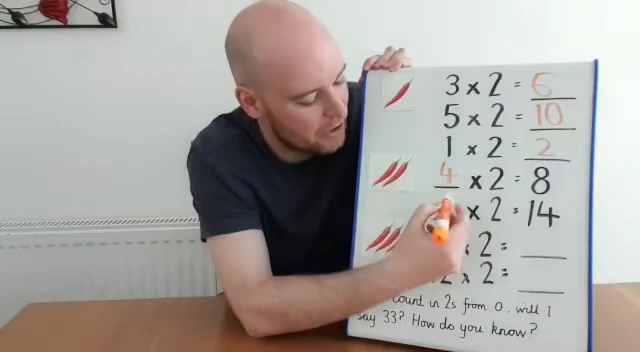 3 x 2 = 6
5 x 2 = 10
1 x 2 = 2
4 x 2 = 8
x 2 = 14
x 2 =
2 x 2 =
count in 2s from 0, will I
say 33? How do you know?